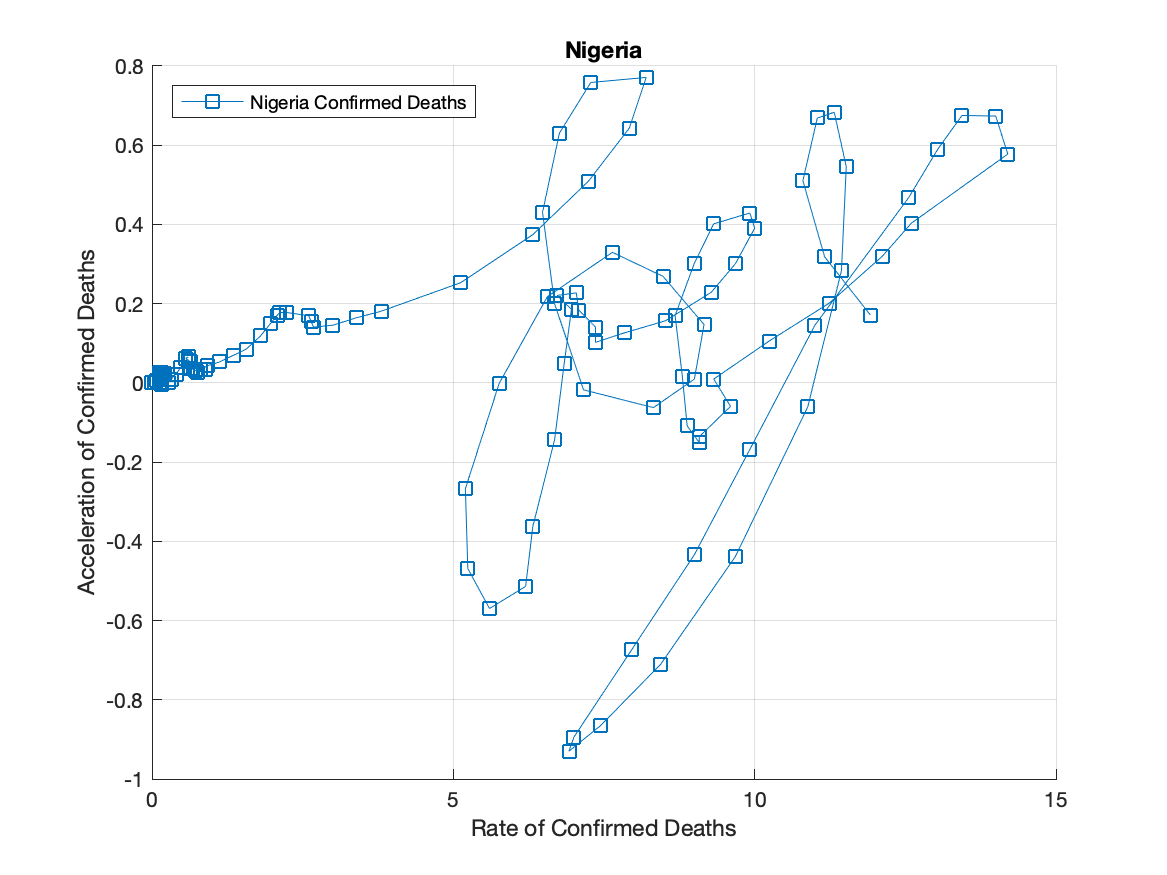 Nigeria
Nigeria Confirmed Deaths
0.8
0.6
0.4
0.2
0
-0.2
-0.4
-0.6
-0.8
-1
Acceleration of Confirmed Deaths
0 5 10 15
Rate of Confirmed Deaths